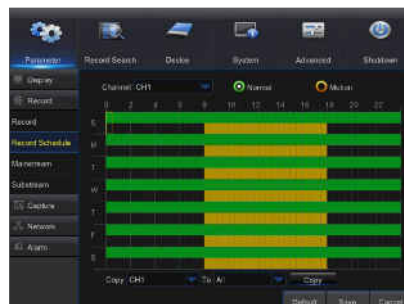 Parameter Record Search Device System Advanced Shutdown
Display
Channel CH1 Normal Motion
Record
0 2 4 6 8 10 12 14 16 18 20 22
Record
S
Record Schedule
M
Mainstream
T
Substream
W
Capture
T
Network
F
Alarm
S
Copy CH1 To All Copy
Default Save Cancel